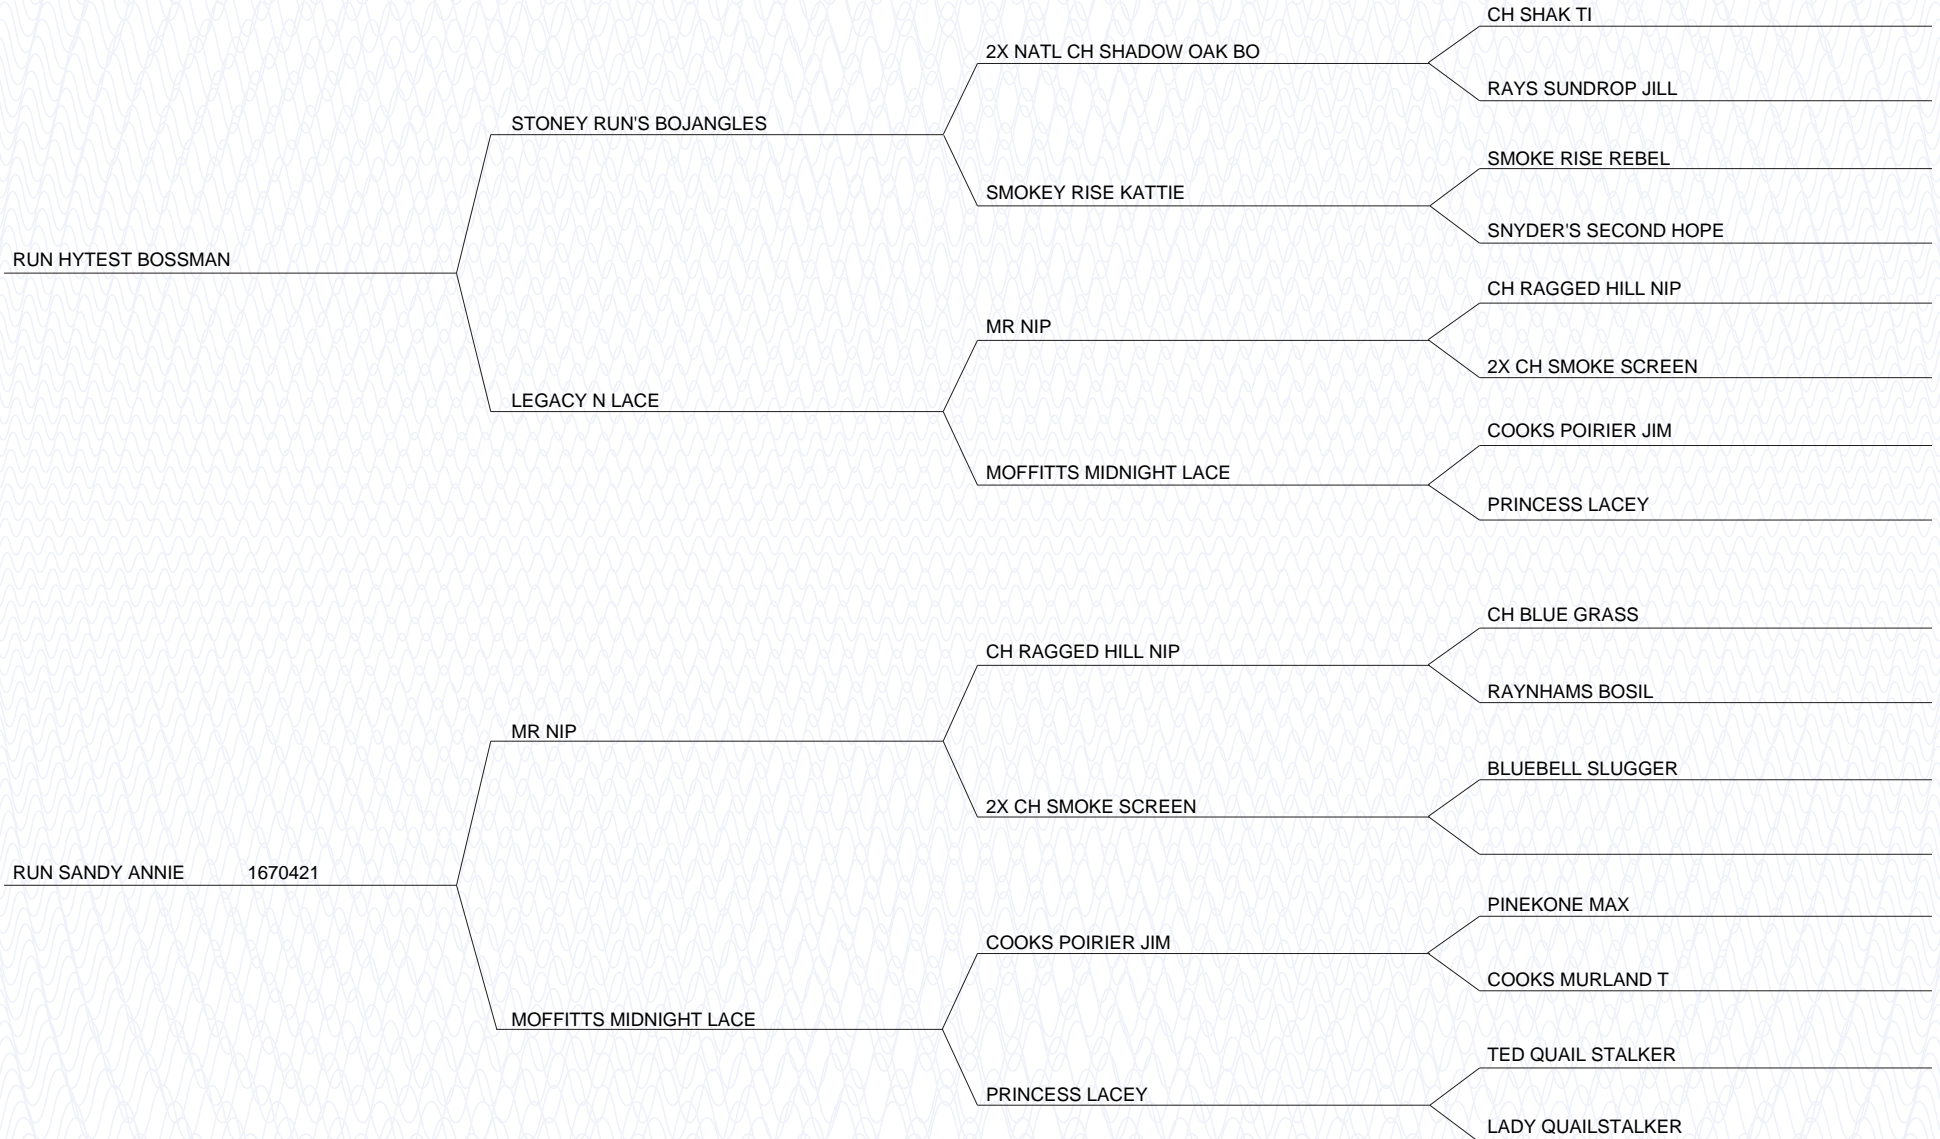 CH SHAK TI
2X NATL CH SHADOW OAK BO
RAYS SUNDROP JILL
STONEY RUN'S BOJANGLES
SMOKE RISE REBEL
SMOKEY RISE KATTIE
SNYDER'S SECOND HOPE
RUN HYTEST BOSSMAN
CH RAGGED HILL NIP
MR NIP
2X CH SMOKE SCREEN
LEGACY N LACE
COOKS POIRIER JIM
MOFFITTS MIDNIGHT LACE
PRINCESS LACEY
CH BLUE GRASS
CH RAGGED HILL NIP
RAYNHAMS BOSIL
MR NIP
BLUEBELL SLUGGER
2X CH SMOKE SCREEN
RUN SANDY ANNIE 1670421
PINEKONE MAX
COOKS POIRIER JIM
COOKS MURLAND T
MOFFITTS MIDNIGHT LACE
TED QUAIL STALKER
PRINCESS LACEY
LADY QUAILSTALKER